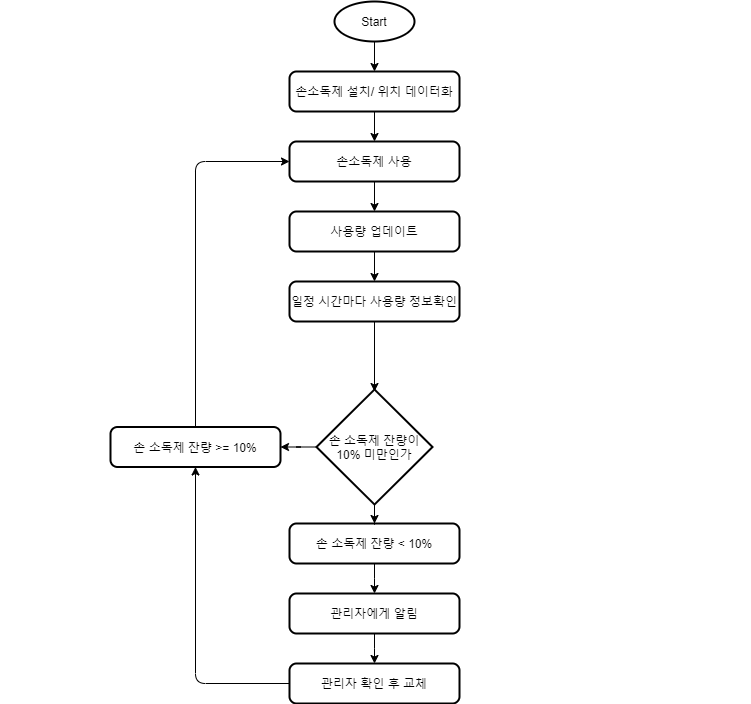 Start
손소독제 설치/ 위치 데이터화
손소독제 사용
사용량 업데이트
일정 시간마다 사용량 정보확인
손 소독제 잔량이
10% 미만인가
손 소독제 잔량 >= 10%
손 소독제 잔량 < 10%
관리자에게 알림
관리자 확인 후 교체